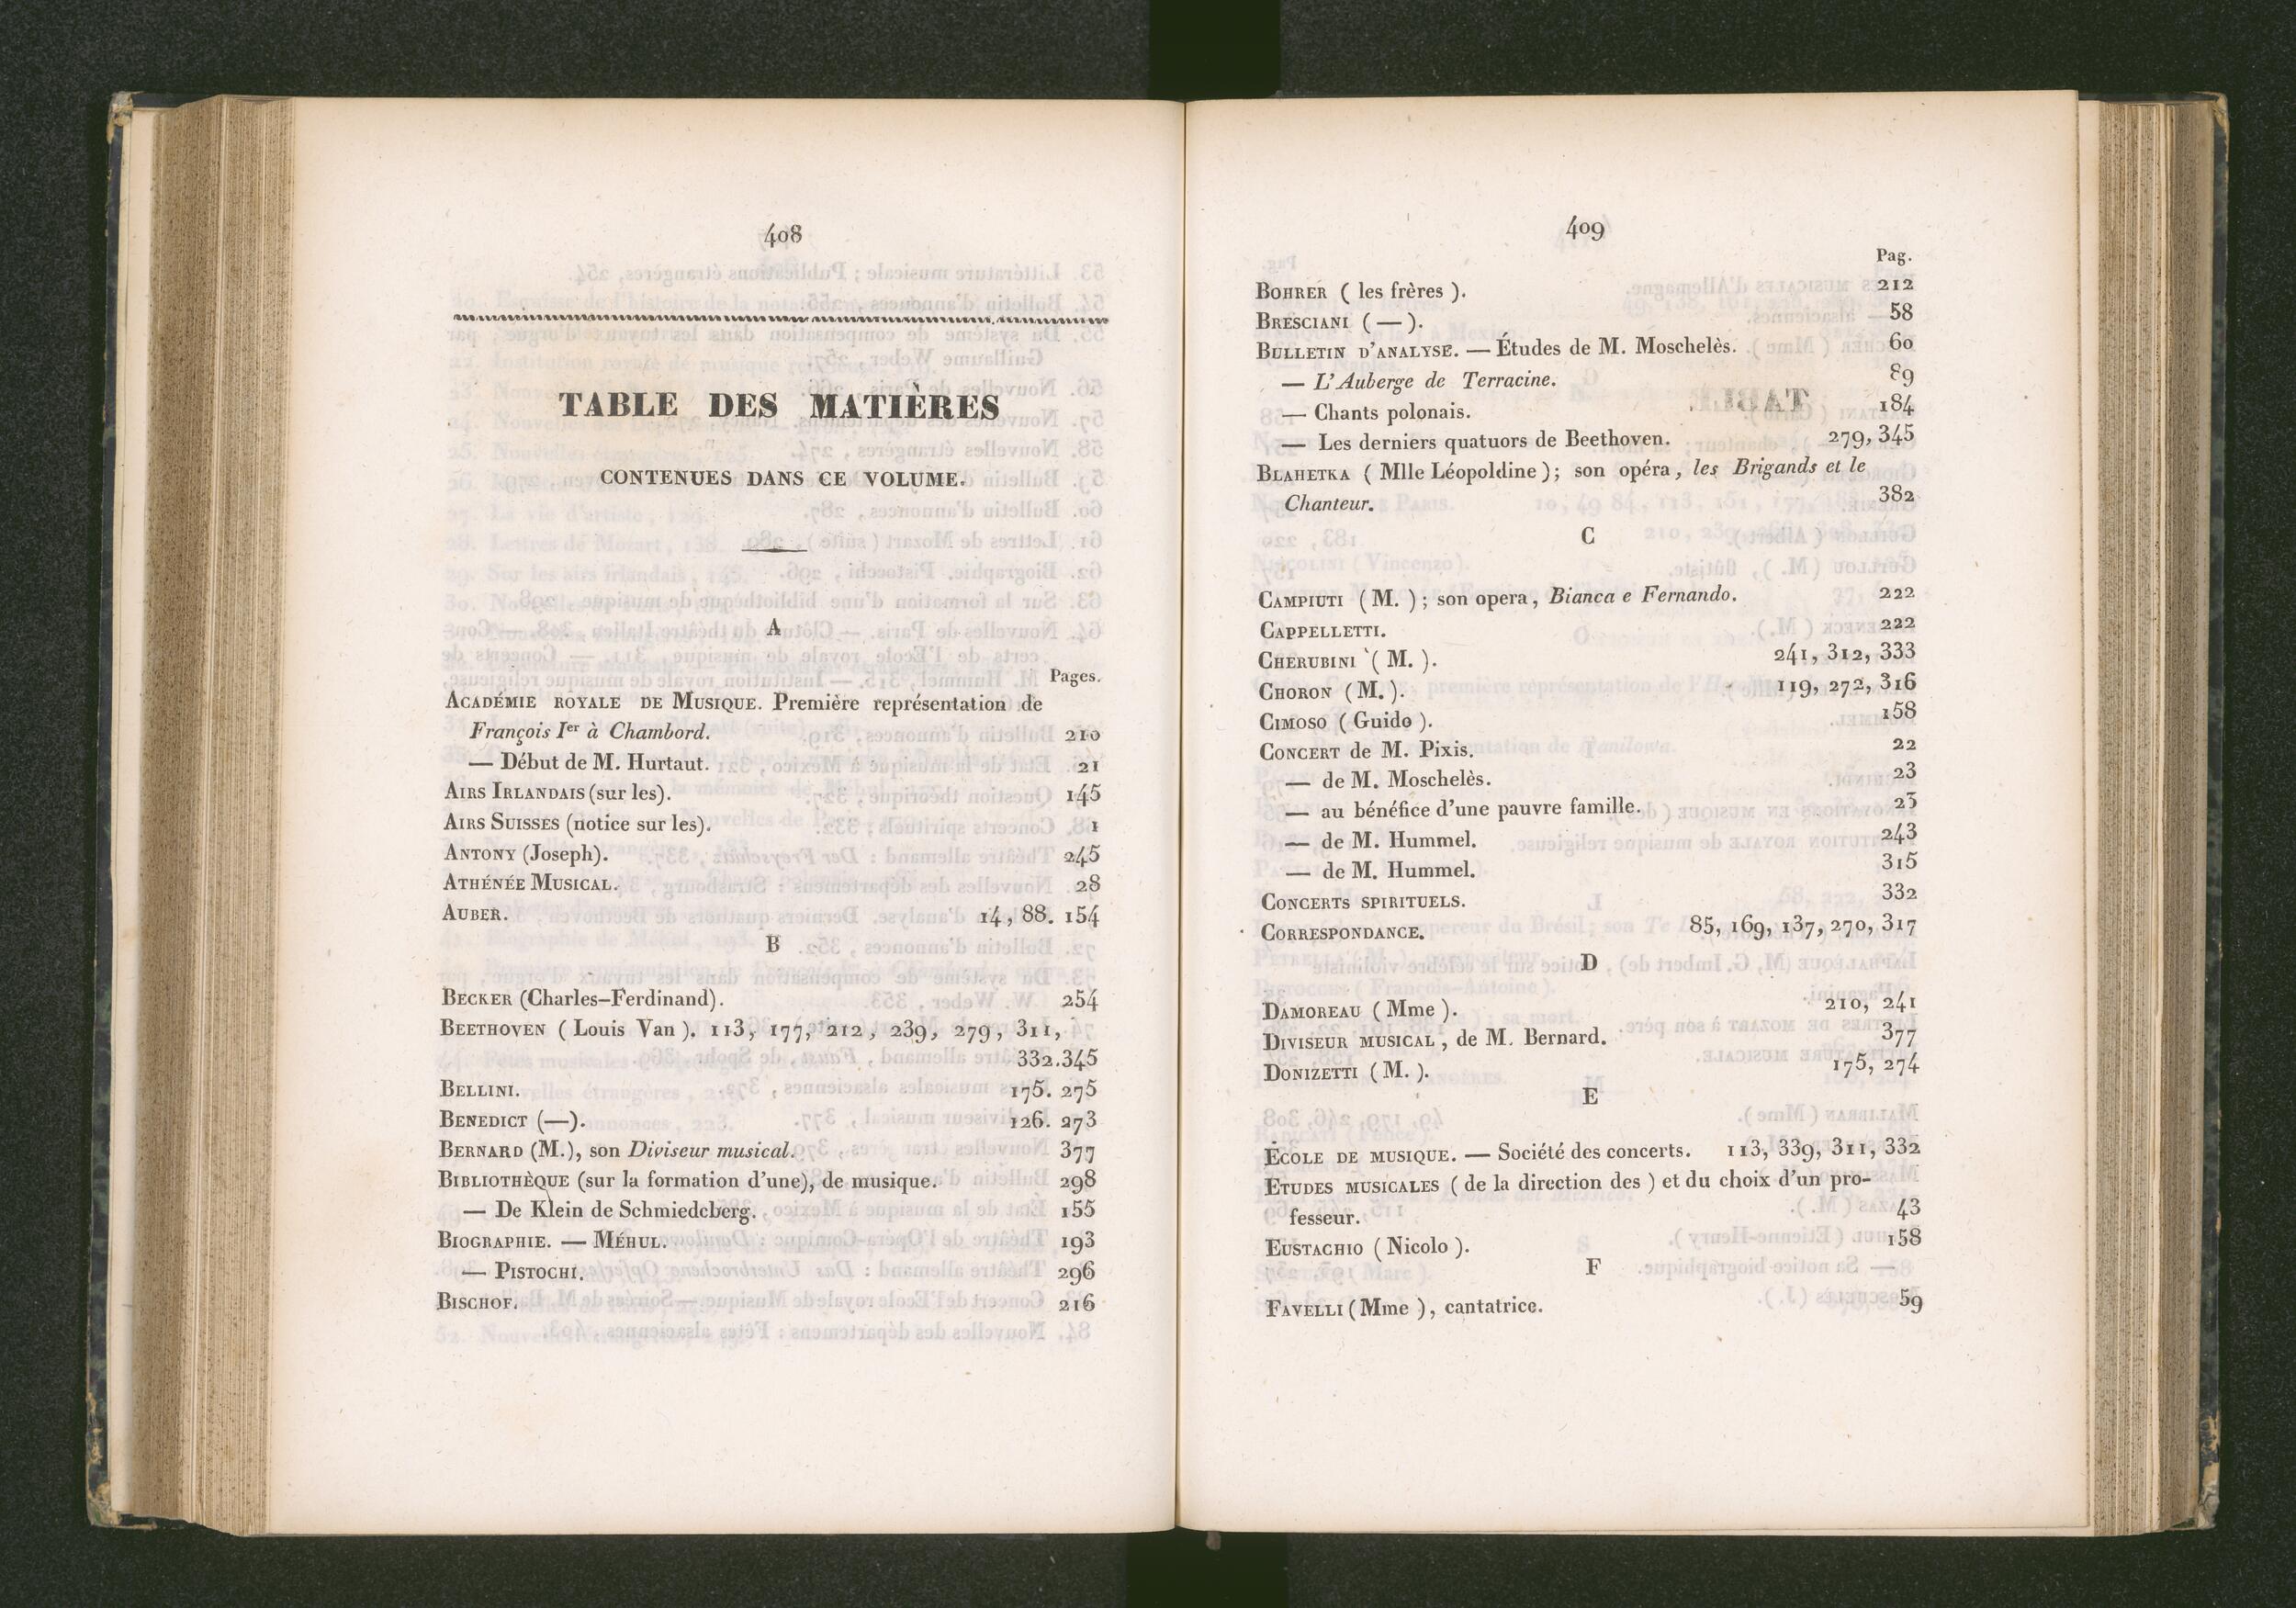 408
TABLE DES MATIÈRES
CONTENUES DANS CE VOLUME.
A
Pages.
ACADÉMIE ROYALE DE MUSIQUE. Première représentation de
François Ier à Chambord. 210
— Début de M. Hurtaut. 21
AIRS IRLANDAIS (sur les). 145
AIRS SUISSES (notice sur les). 1
ANTONY (Joseph). 245
ATHÉNÉE MUSICAL. 28
AUBER. 14, 88. 154
B
BECKER (Charles-Ferdinand). 254
BEETHOVEN ( Louis Van ). 113, 177, 212, 239, 279, 311,
332.345
BELLINI. 175. 275
BENEDICT (—). 126. 273
BERNARD (M.), son Diviseur musical. 377
BIBLIOTHÈQUE (sur la formation d'une), de musique. 298
— De Klein de Schmiedcberg. 155
BIOGRAPHIE. — MÉHUL. 193
— PISTOCHI. 296
BISCHOF. 216
409
Pag.
BOHRER ( les frères ). 212
BRESCIANI ( — ). 58
BULLETIN D'ANALYSE. — Études de M. Moschelès. 60
— L'Auberge de Terracine. 89
— Chants polonais. 184
— Les derniers quatuors de Beethoven. 279, 345
BLAHETKA ( Mlle Léopoldine ); son opéra, les Brigands et le
Chanteur. 382
C
CAMPIUTI ( M. ); son opera, Bianca e Fernando. 222
CAPPELLETTI. 222
CHERUBINI ( M. ). 241, 312, 333
CHORON ( M. ). 119, 272, 316
CIMOSO ( Guido ). 158
CONCERT de M. Pixis. 22
— de M. Moschelès. 23
— au bénéfice d'une pauvre famille. 23
— de M. Hummel. 243
— de M. Hummel. 315
CONCERTS SPIRITUELS. 332
CORRESPONDANCE. 85, 169, 137, 270, 317
D
DAMOREAU ( Mme ). 210, 241
DIVISEUR MUSICAL, de M. Bernard. 377
DONIZETTI ( M. ). 175, 274
E
ÉCOLE DE MUSIQUE. — Société des concerts. 113, 339, 311, 332
ETUDES MUSICALES ( de la direction des ) et du choix d'un pro-
fesseur. 43
EUSTACHIO ( Nicolo ). 158
F
FAVELLI ( Mme ), cantatrice. 59